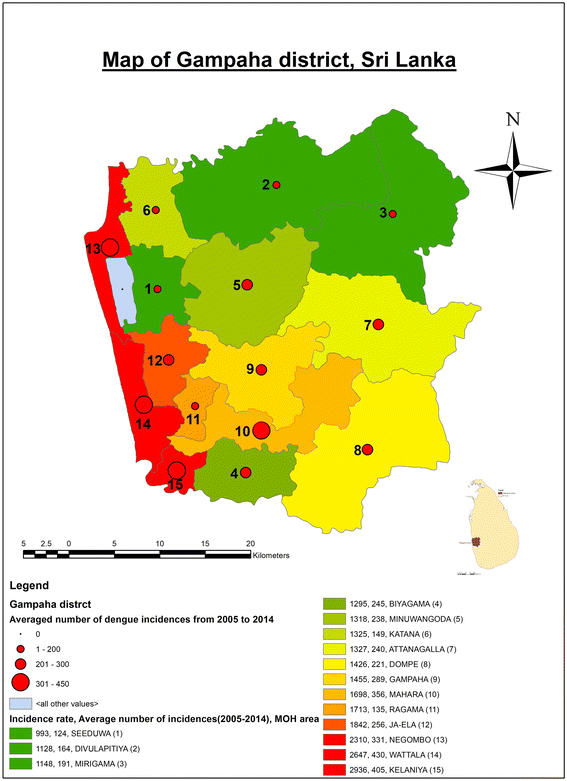 Map of Gampaha district, Sri Lanka
N
2
3
6
13
1
5
7
12
9
14
11
10
8
4
15
5 2.5 0 5 10 15 20
Kilometers
Legend
Gampaha distrct
Averaged number of dengue incidences from 2005 to 2014
0
1 - 200
201 - 300
301 - 450
<all other values>
Incidence rate, Average number of incidences(2005-2014), MOH area
993, 124, SEEDUWA (1)
1128, 164, DIVULAPITIYA (2)
1148, 191, MIRIGAMA (3)
1295, 245, BIYAGAMA (4)
1318, 238, MINUWANGODA (5)
1325, 149, KATANA (6)
1327, 240, ATTANAGALLA (7)
1426, 221, DOMPE (8)
1455, 289, GAMPAHA (9)
1698, 356, MAHARA (10)
1713, 135, RAGAMA (11)
1842, 256, JA-ELA (12)
2310, 331, NEGOMBO (13)
2647, 430, WATTALA (14)
2936, 405, KELANIYA (15)